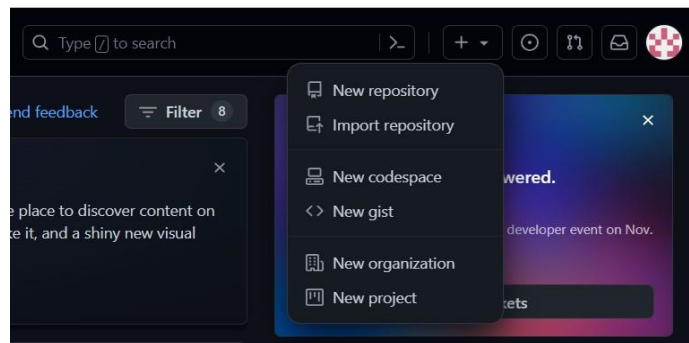 Type / to search
end feedback
Filter 8
New repository
Import repository
New codespace
New gist
New organization
New project
e place to discover content on
ke it, and a shiny new visual
wered.
developer event on Nov.
kets